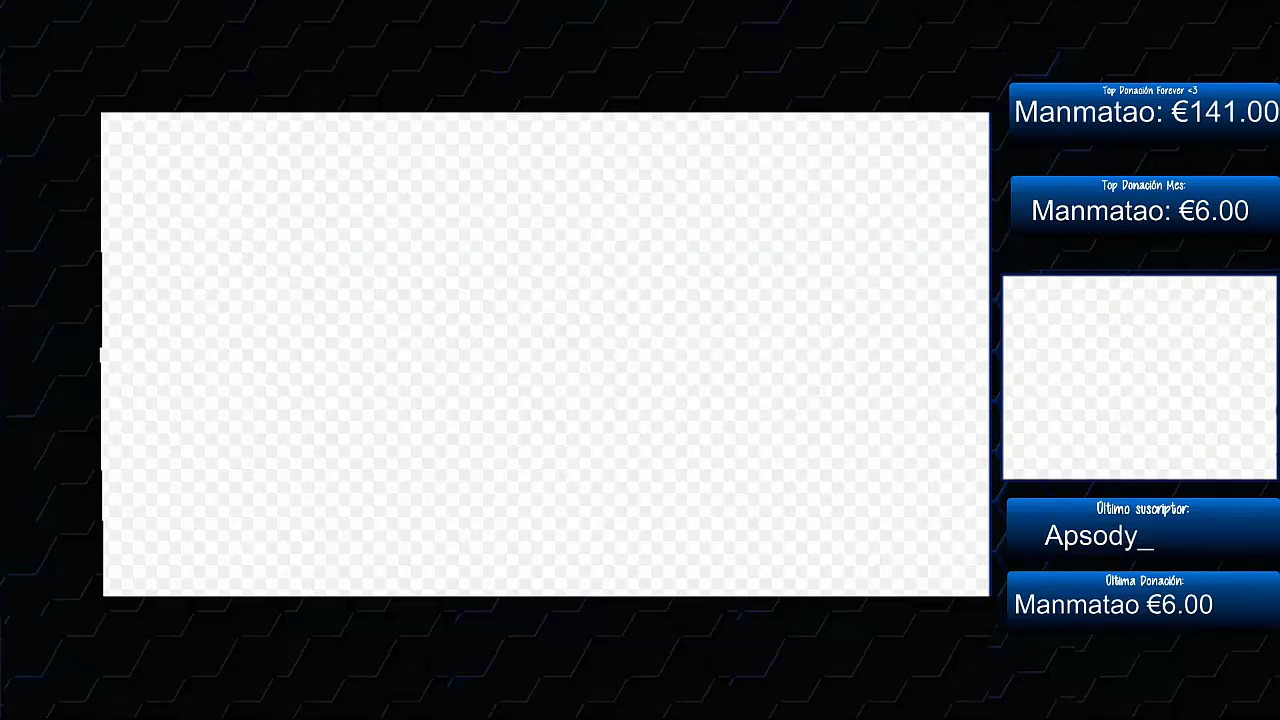 Top Donación Forever <3
Manmatao: €141.00
Top Donación Mes:
Manmatao: €6.00
Último suscriptor:
Apsody_
Última Donación:
Manmatao €6.00